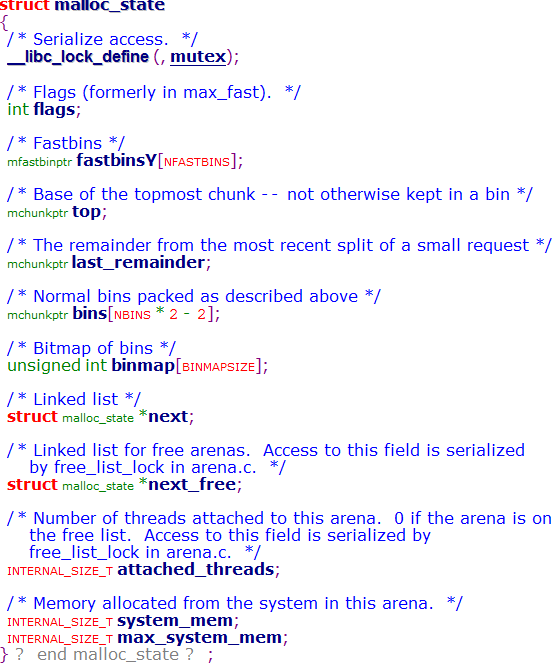 struct malloc_state
{
/* Serialize access. */
__libc_lock_define (, mutex);
/* Flags (formerly in max_fast). */
int flags;
/* Fastbins */
mfastbinptr fastbinsY[NFASTBINS];
/* Base of the topmost chunk -- not otherwise kept in a bin */
mchunkptr top;
/* The remainder from the most recent split of a small request */
mchunkptr last_remainder;
/* Normal bins packed as described above */
mchunkptr bins[NBINS * 2 - 2];
/* Bitmap of bins */
unsigned int binmap[BINMAPSIZE];
/* Linked list */
struct malloc_state *next;
/* Linked list for free arenas. Access to this field is serialized
by free_list_lock in arena.c. */
struct malloc_state *next_free;
/* Number of threads attached to this arena. 0 if the arena is on
the free list. Access to this field is serialized by
free_list_lock in arena.c. */
INTERNAL_SIZE_T attached_threads;
/* Memory allocated from the system in this arena. */
INTERNAL_SIZE_T system_mem;
INTERNAL_SIZE_T max_system_mem;
} ? end malloc_state ? ;